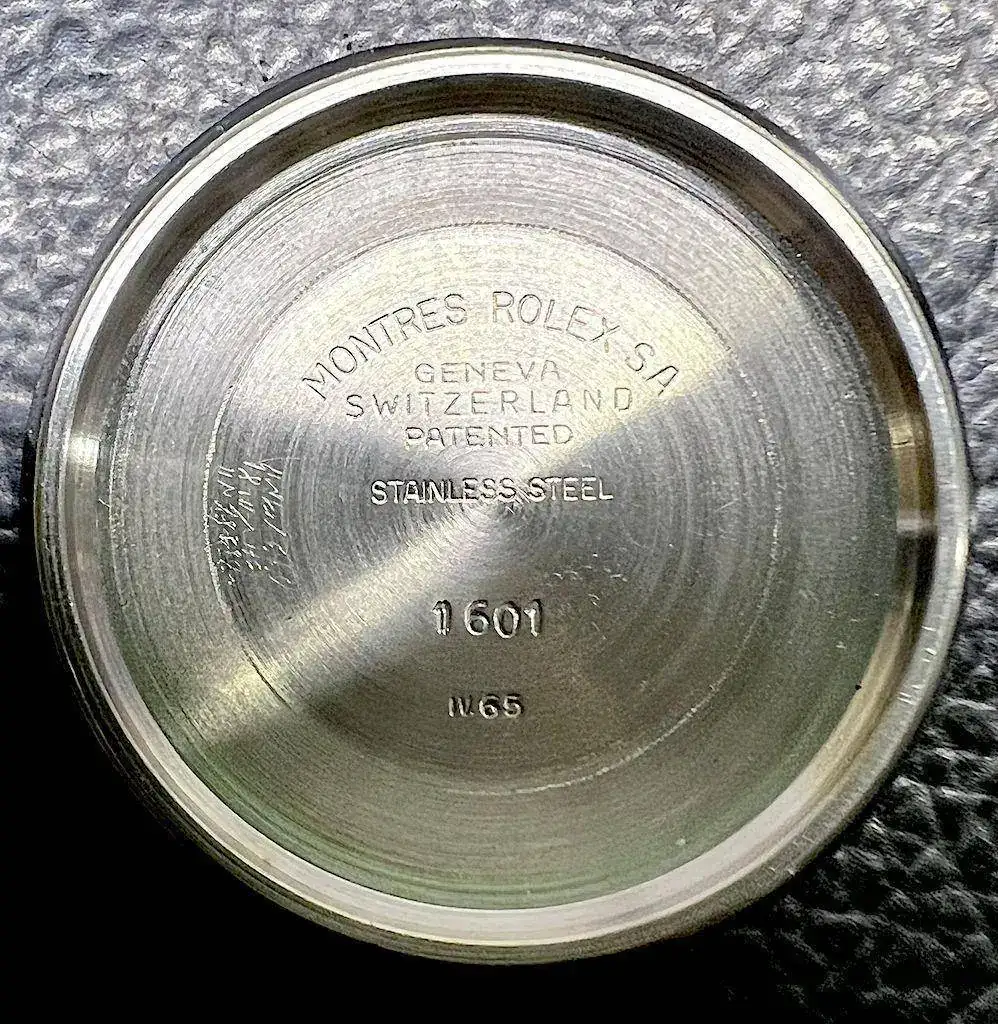 MONTRES ROLEX S.A
GENEVA
SWITZERLAND
PATENTED
STAINLESS STEEL
1601
IV.65